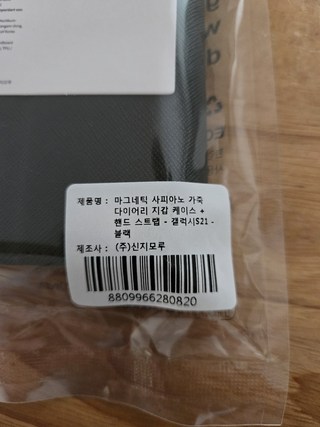 제품명 : 마그네틱 사피아노 가죽
다이어리 지갑 케이스 +
핸드 스트랩 - 갤럭시S21 -
블랙
제조사 : (주)신지모루
8809966280820